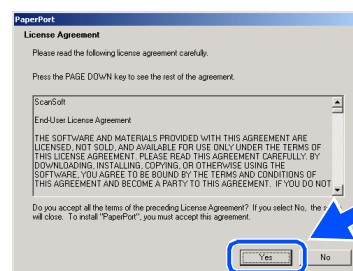 PaperPort
License Agreement
Please read the following license agreement carefully.
Press the PAGE DOWN key to see the rest of the agreement.
ScanSoft
End-User License Agreement
THE SOFTWARE AND MATERIALS PROVIDED WITH THIS AGREEMENT ARE
LICENSED, NOT SOLD, AND AVAILABLE FOR USE ONLY UNDER THE TERMS OF
THIS LICENSE AGREEMENT. PLEASE READ THIS AGREEMENT CAREFULLY. BY
DOWNLOADING, INSTALLING, COPYING, OR OTHERWISE USING THE
SOFTWARE, YOU AGREE TO BE BOUND BY THE TERMS AND CONDITIONS OF
THIS AGREEMENT AND BECOME A PARTY TO THIS AGREEMENT. IF YOU DO NOT
Do you accept all the terms of the preceding License Agreement? If you select No, the
will close. To install "PaperPort", you must accept this agreement.
Yes No